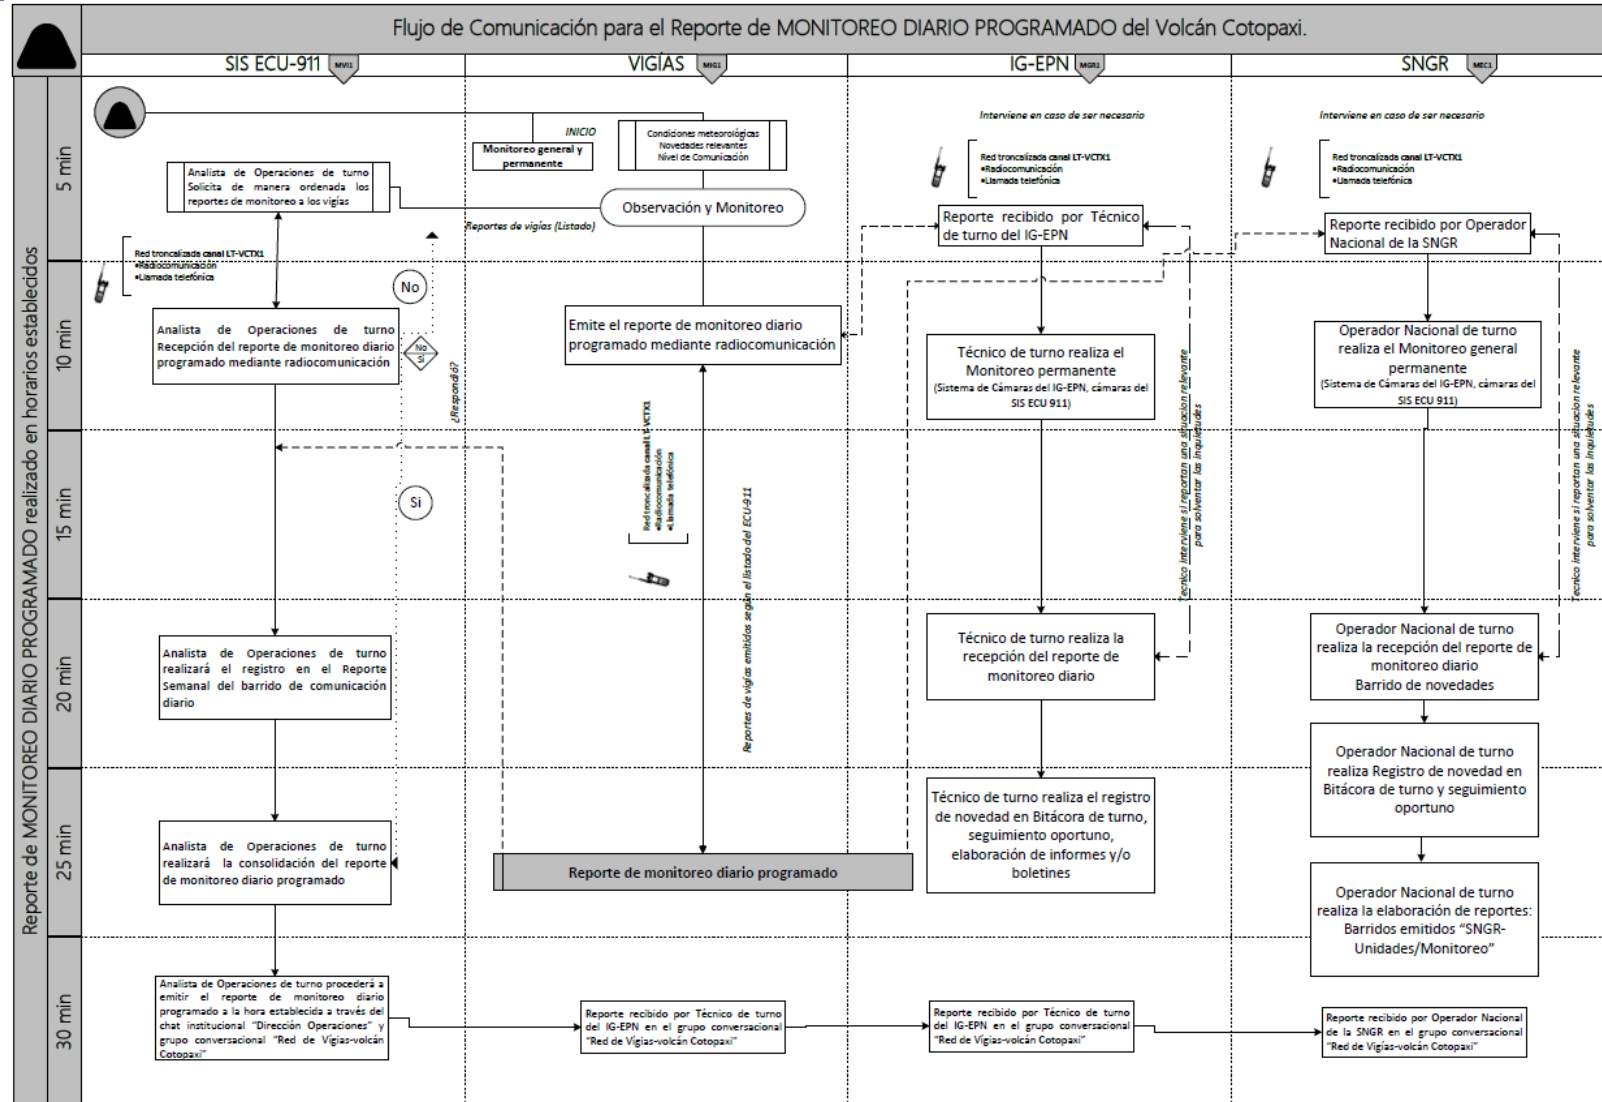 Flujo de Comunicación para el Reporte de MONITOREO DIARIO PROGRAMADO del Volcán Cotopaxi.
SIS ECU-911
MVI1
VIGÍAS
MIG1
IG-EPN
MGR1
SNGR
MEC1
Reporte de MONITOREO DIARIO PROGRAMADO realizado en horarios establecidos
5 min
10 min
15 min
20 min
25 min
30 min
Analista de Operaciones de turno
Solicita de manera ordenada los
reportes de monitoreo a los vigías
Red troncalizada canal LT-VCTX1
•Radiocomunicación
•Llamada telefónica
No
Analista de Operaciones de turno
Recepción del reporte de monitoreo diario
programado mediante radiocomunicación
No
Si
¿Respondió?
Si
Analista de Operaciones de turno
realizará el registro en el Reporte
Semanal del barrido de comunicación
diario
Analista de Operaciones de turno
realizará la consolidación del reporte
de monitoreo diario programado
Analista de Operaciones de turno procederá a
emitir el reporte de monitoreo diario
programado a la hora establecida a través del
chat institucional "Dirección Operaciones" y
grupo conversacional "Red de Vígias-volcán
Cotopaxi"
INICIO
Monitoreo general y
permanente
Condiciones meteorológicas
Novedades relevantes
Nivel de Comunicación
Observación y Monitoreo
Reportes de vigías (Listado)
Emite el reporte de monitoreo diario
programado mediante radiocomunicación
Red troncalizada canal LT-VCTX1
•Radiocomunicación
•Llamada telefónica
Reportes de vigías emitidos según el listado del ECU-911
Reporte de monitoreo diario programado
Reporte recibido por Técnico de turno
del IG-EPN en el grupo conversacional
"Red de Vígias-volcán Cotopaxi"
Interviene en caso de ser necesario
Red troncalizada canal LT-VCTX1
•Radiocomunicación
•Llamada telefónica
Reporte recibido por Técnico
de turno del IG-EPN
Técnico de turno realiza el
Monitoreo permanente
(Sistema de Cámaras del IG-EPN, cámaras del
SIS ECU 911)
Tecnico interviene si reportan una situacion relevante
para solventar las inquietudes
Técnico de turno realiza la
recepción del reporte de
monitoreo diario
Técnico de turno realiza el registro
de novedad en Bitácora de turno,
seguimiento oportuno,
elaboración de informes y/o
boletines
Reporte recibido por Técnico de turno
del IG-EPN en el grupo conversacional
"Red de Vígias-volcán Cotopaxi"
Interviene en caso de ser necesario
Red troncalizada canal LT-VCTX1
•Radiocomunicación
•Llamada telefónica
Reporte recibido por Operador
Nacional de la SNGR
Operador Nacional de turno
realiza el Monitoreo general
permanente
(Sistema de Cámaras del IG-EPN, cámaras del
SIS ECU 911)
Tecnico interviene si reportan una situacion relevante
para solventar las inquietudes
Operador Nacional de turno
realiza la recepción del reporte de
monitoreo diario
Barrido de novedades
Operador Nacional de turno
realiza Registro de novedad en
Bitácora de turno y seguimiento
oportuno
Operador Nacional de turno
realiza la elaboración de reportes:
Barridos emitidos "SNGR-
Unidades/Monitoreo"
Reporte recibido por Operador Nacional
de la SNGR en el grupo conversacional
"Red de Vígias-volcán Cotopaxi"